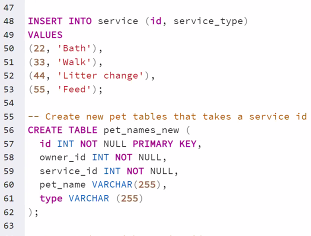 47
48 INSERT INTO service (id, service_type)
49 VALUES
50 (22, 'Bath'),
51 (33, 'Walk'),
52 (44, 'Litter change'),
53 (55, 'Feed');
54
55 -- Create new pet tables that takes a service id
56 CREATE TABLE pet_names_new (
57 id INT NOT NULL PRIMARY KEY,
58 owner_id INT NOT NULL,
59 service_id INT NOT NULL,
60 pet_name VARCHAR(255),
61 type VARCHAR (255)
62 );
63